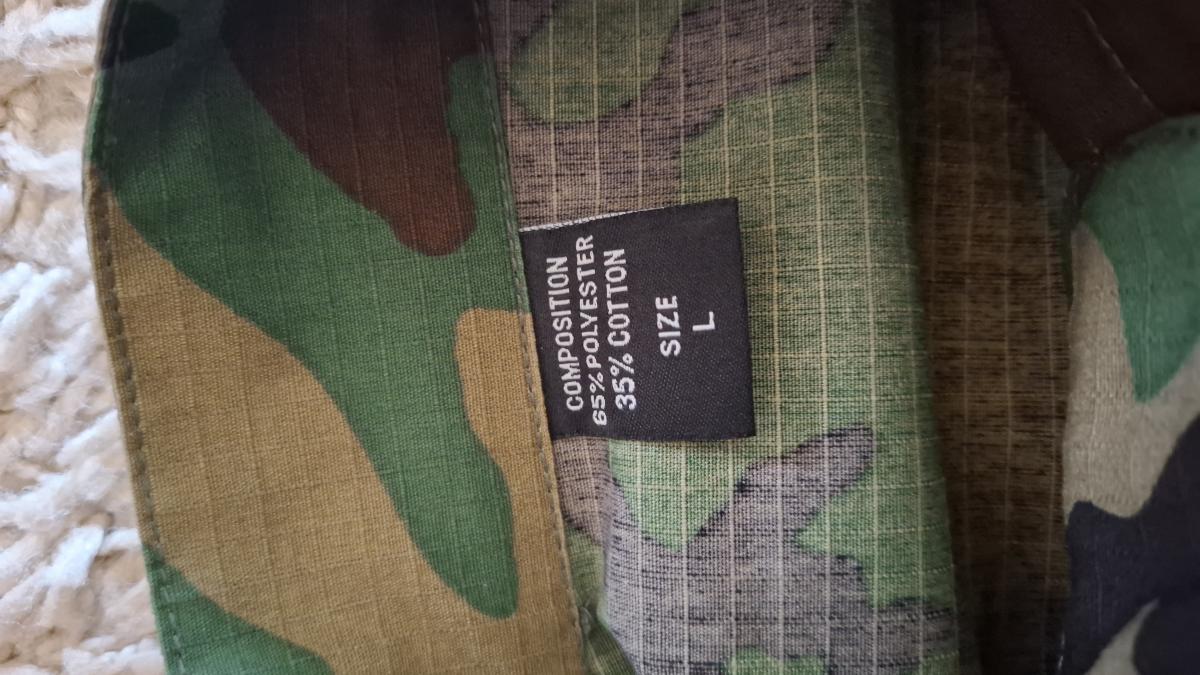 COMPOSITION
65% POLYESTER
35% COTTON
SIZE
L